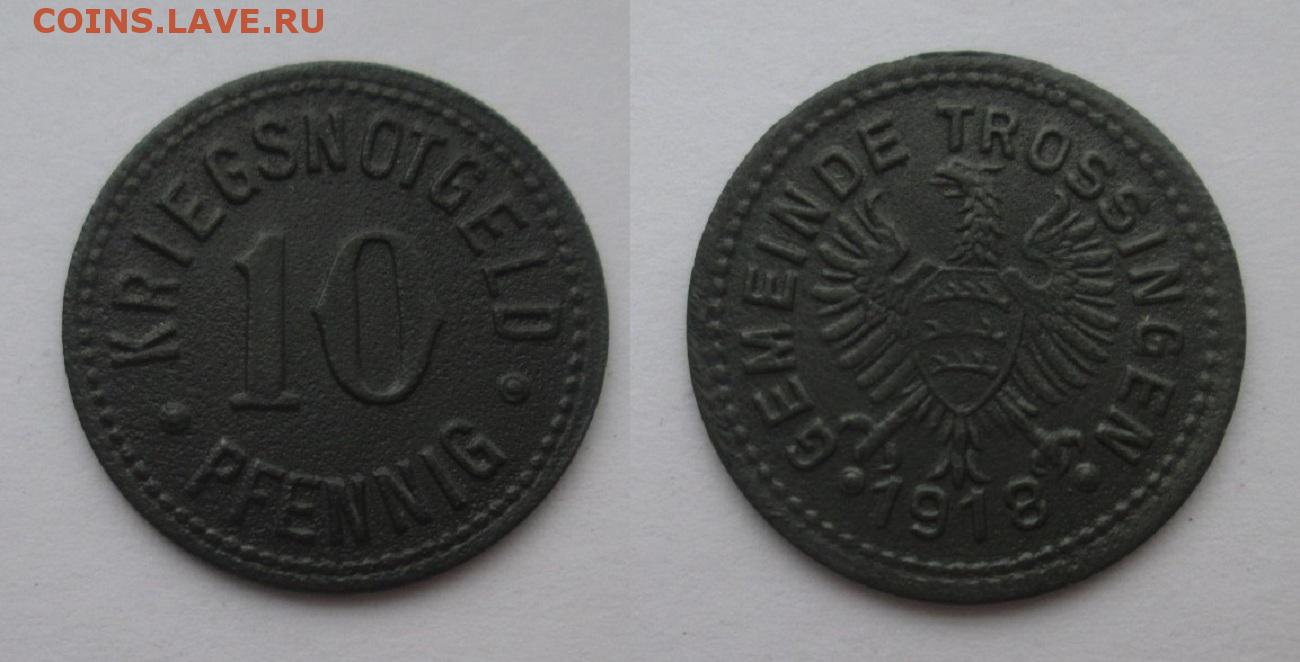 COINS.LAVE.RU
KRIEGSNOTGELD
10
PFENNIG
GEMEINDE TROSSINGEN
1918